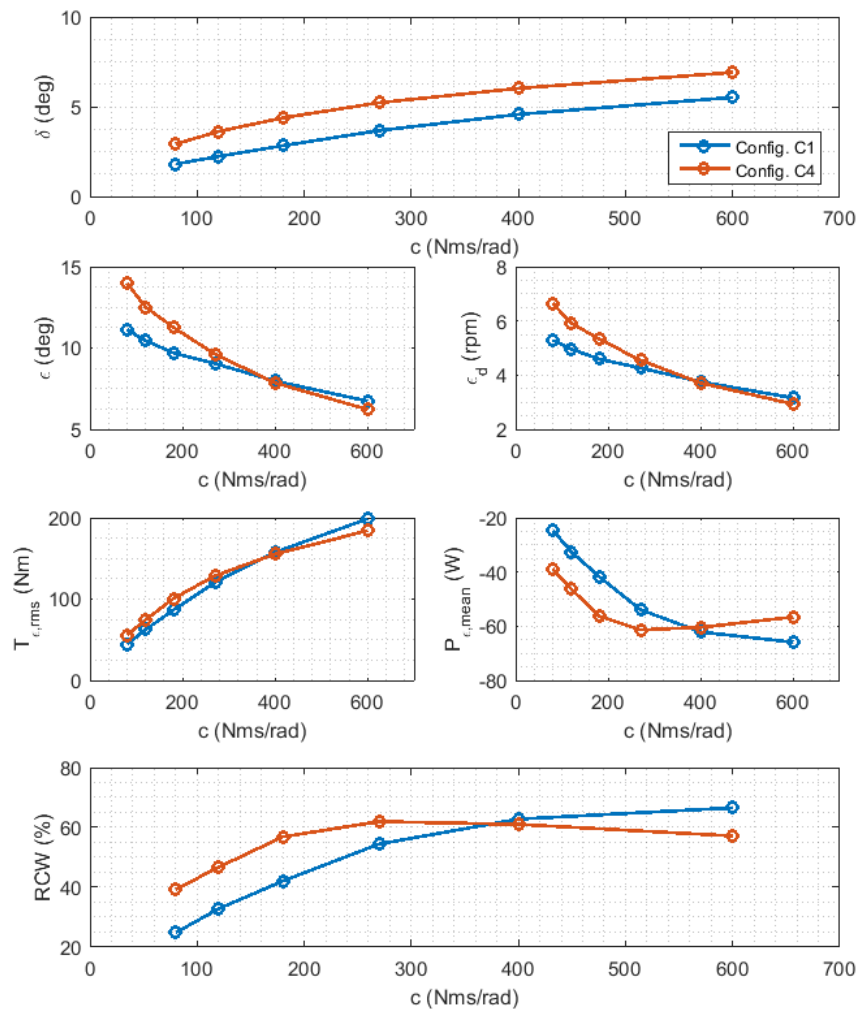 10
5
0
δ (deg)
Config. C1
Config. C4
0 100 200 300 400 500 600 700
c (Nms/rad)
15
10
5
ϵ (deg)
0 200 400 600
c (Nms/rad)
8
6
4
2
ϵd (rpm)
0 200 400 600
c (Nms/rad)
200
100
0
Tϵ,rms (Nm)
0 200 400 600
c (Nms/rad)
-20
-40
-60
-80
Pϵ,mean (W)
0 200 400 600
c (Nms/rad)
80
60
40
20
RCW (%)
0 100 200 300 400 500 600 700
c (Nms/rad)